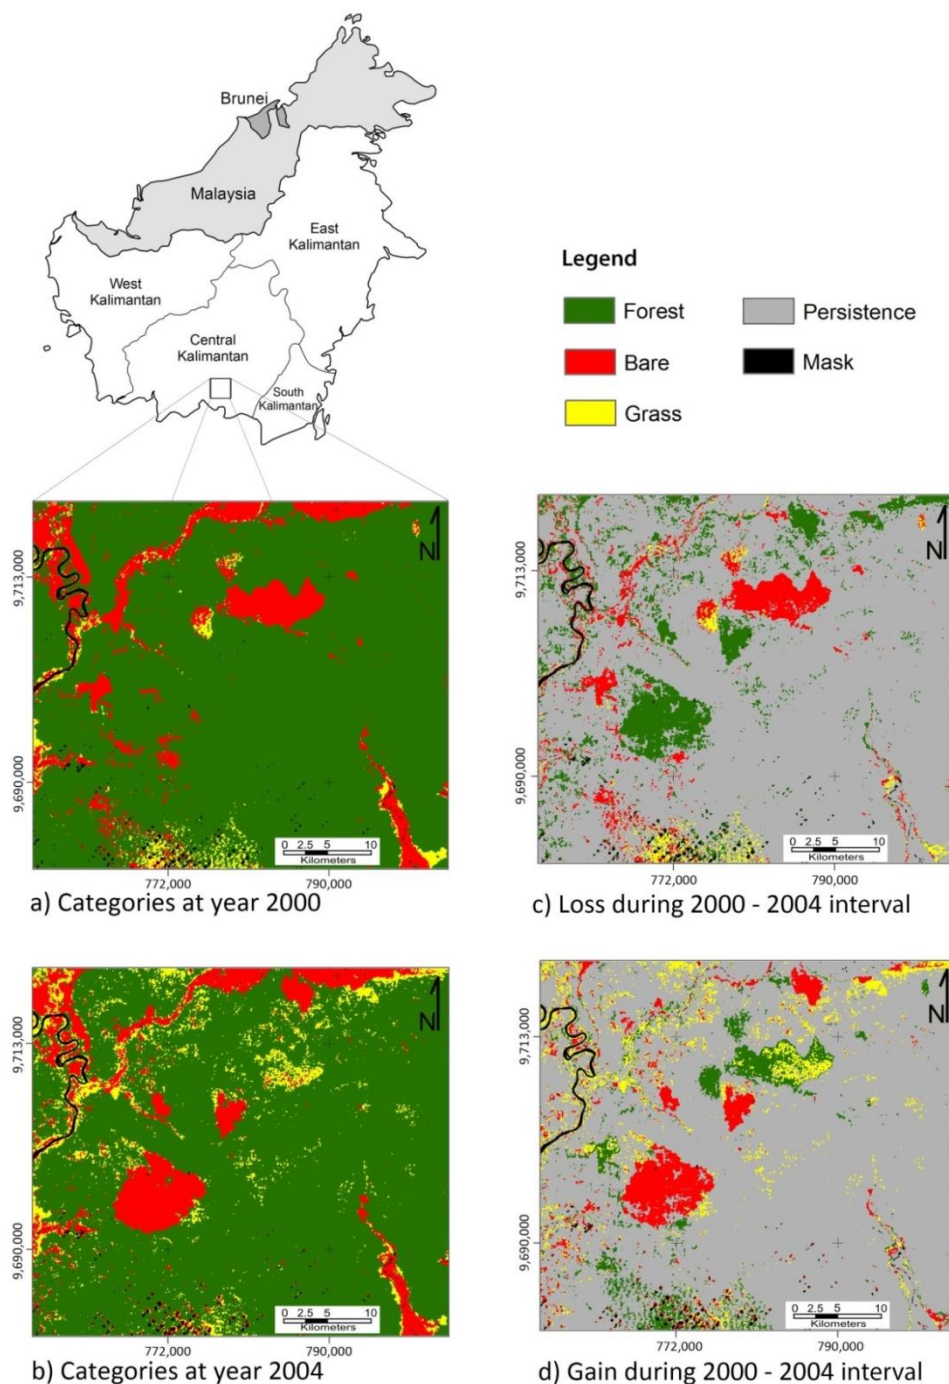 Brunei
Malaysia
East
Kalimantan
West
Kalimantan
Central
Kalimantan
South
Kalimantan
Legend
Forest
Persistence
Bare
Mask
Grass
N
9,713,000
9,690,000
0 2.5 5 10
Kilometers
772,000 790,000
a) Categories at year 2000
N
9,713,000
9,690,000
0 2.5 5 10
Kilometers
772,000 790,000
c) Loss during 2000 - 2004 interval
N
9,713,000
9,690,000
0 2.5 5 10
Kilometers
772,000 790,000
b) Categories at year 2004
N
9,713,000
9,690,000
0 2.5 5 10
Kilometers
772,000 790,000
d) Gain during 2000 - 2004 interval